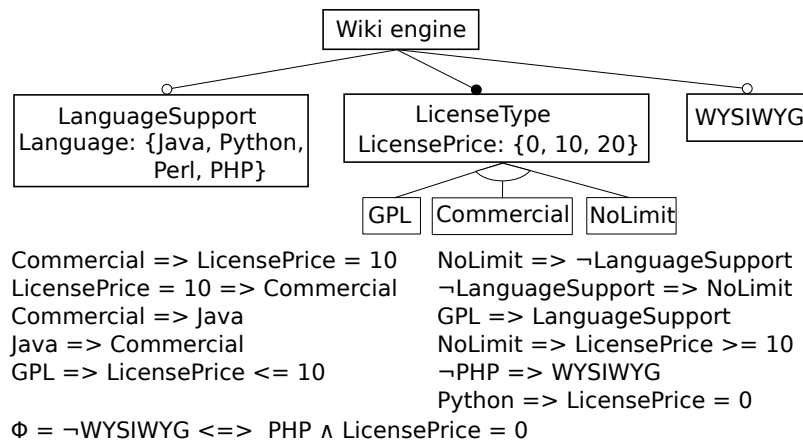 Wiki engine
LanguageSupport
Language: {Java, Python,
Perl, PHP}
LicenseType
LicensePrice: {0, 10, 20}
WYSIWYG
GPL
Commercial
NoLimit
Commercial => LicensePrice = 10
LicensePrice = 10 => Commercial
Commercial => Java
Java => Commercial
GPL => LicensePrice <= 10
NoLimit => ¬LanguageSupport
¬LanguageSupport => NoLimit
GPL => LanguageSupport
NoLimit => LicensePrice >= 10
¬PHP => WYSIWYG
Python => LicensePrice = 0
Φ = ¬WYSIWYG <=> PHP ∧ LicensePrice = 0